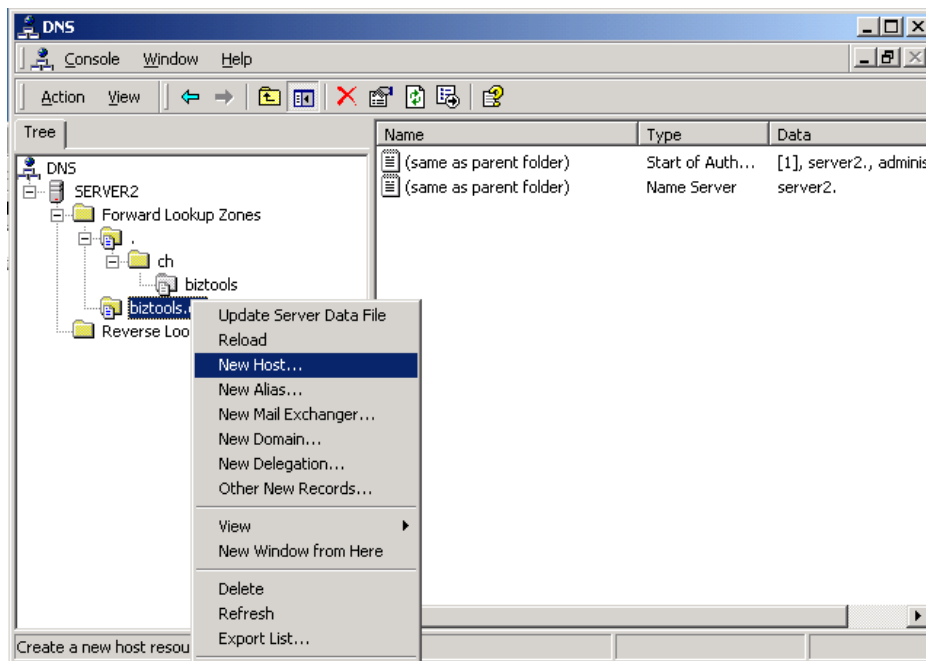 DNS
Console Window Help
Action View
Tree
Name Type Data
DNS
SERVER2
Forward Lookup Zones
.
ch
biztools
biztools.
Reverse Loo
(same as parent folder) Start of Auth... [1], server2., adminis
(same as parent folder) Name Server server2.
Update Server Data File
Reload
New Host...
New Alias...
New Mail Exchanger...
New Domain...
New Delegation...
Other New Records...
View
New Window from Here
Delete
Refresh
Export List...
Create a new host resou